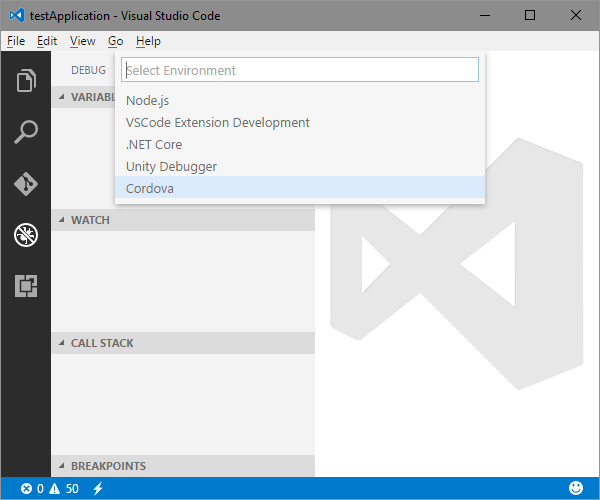 testApplication - Visual Studio Code
File Edit View Go Help
DEBUG
Select Environment
Node.js
VSCode Extension Development
.NET Core
Unity Debugger
Cordova
VARIABL
WATCH
CALL STACK
BREAKPOINTS
0 50